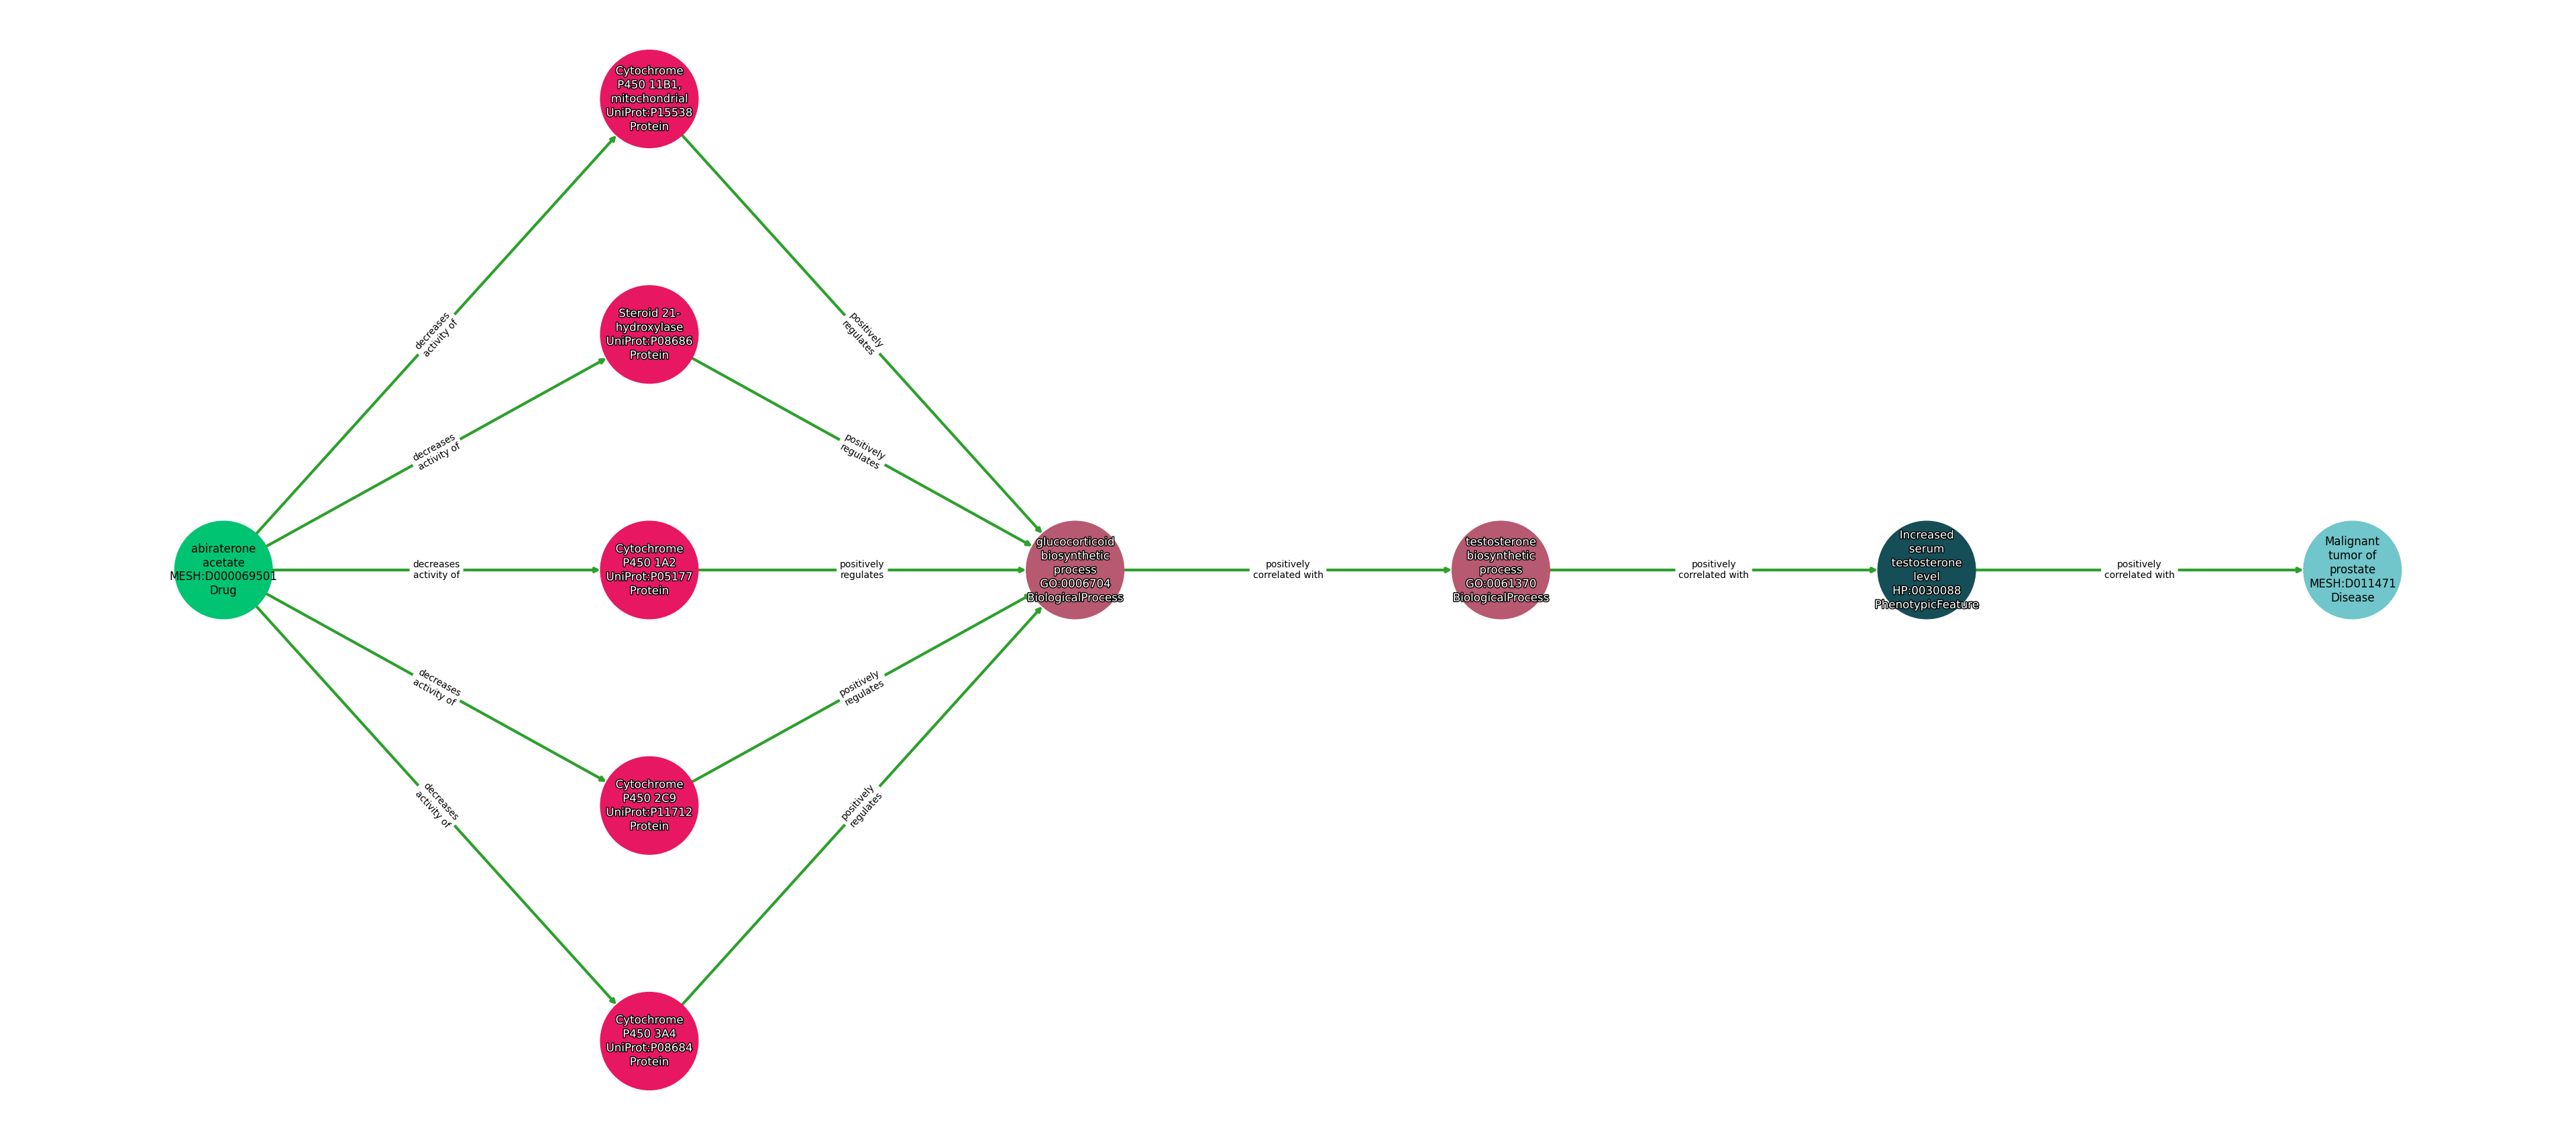 Cytochrome
P450 11B1,
mitochondrial
UniProt:P15538
Protein
decreases
activity of
positively
regulates
Steroid 21-
hydroxylase
UniProt:P08686
Protein
decreases
activity of
positively
regulates
abiraterone
acetate
MESH:D000069501
Drug
decreases
activity of
Cytochrome
P450 1A2
UniProt:P05177
Protein
positively
regulates
glucocorticoid
biosynthetic
process
GO:0006704
BiologicalProcess
positively
correlated with
testosterone
biosynthetic
process
GO:0061370
BiologicalProcess
positively
correlated with
Increased
serum
testosterone
level
HP:0030088
PhenotypicFeature
positively
correlated with
Malignant
tumor of
prostate
MESH:D011471
Disease
decreases
activity of
positively
regulates
Cytochrome
P450 2C9
UniProt:P11712
Protein
decreases
activity of
positively
regulates
Cytochrome
P450 3A4
UniProt:P08684
Protein